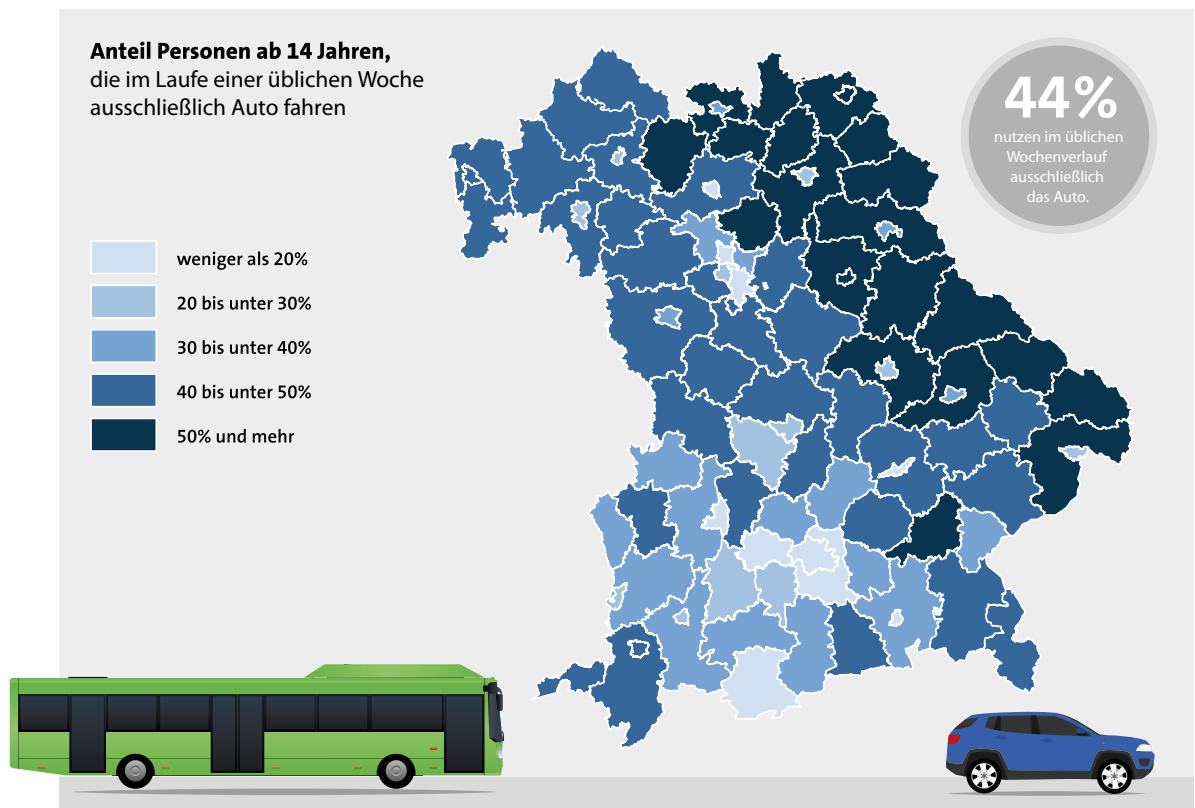 Anteil Personen ab 14 Jahren,
die im Laufe einer üblichen Woche
ausschließlich Auto fahren
44%
nutzen im üblichen
Wochenverlauf
ausschließlich
das Auto.
weniger als 20%
20 bis unter 30%
30 bis unter 40%
40 bis unter 50%
50% und mehr